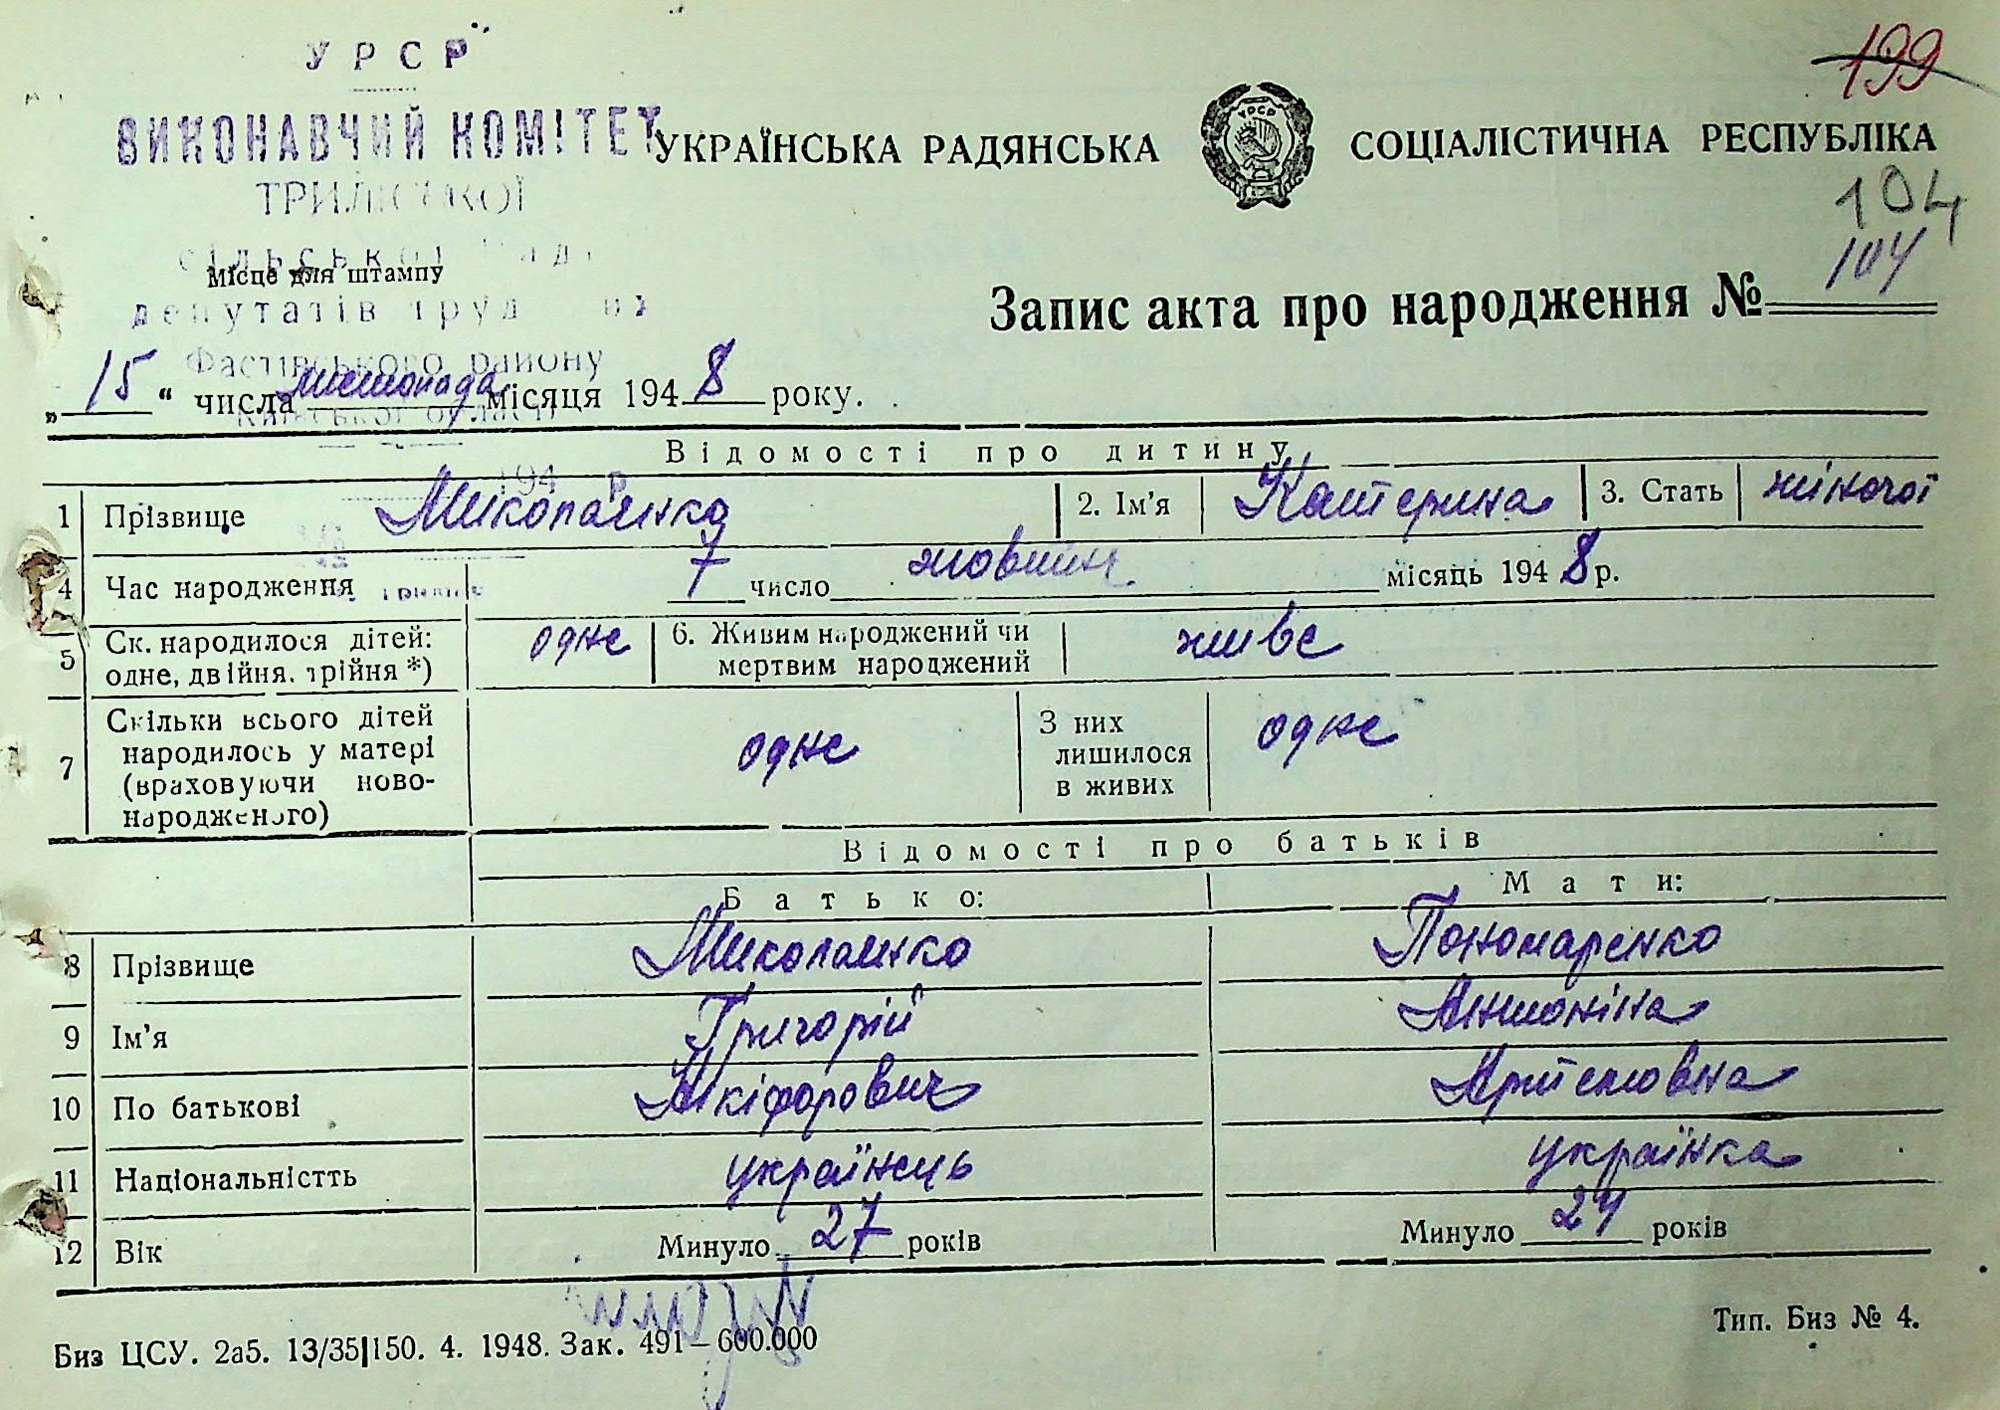 199
УРСР
ВИКОНАВЧИЙ КОМІТЕТ
ТРИЛІСЬКОЇ
сільської Ради
депутатів трудящих
Фастівського району
Київської області
194 р.
Місце для штампу
УКРАЇНСЬКА РАДЯНСЬКА СОЦІАЛІСТИЧНА РЕСПУБЛІКА
УРСР
104
Запис акта про народження № 104
„15“ числа листопада місяця 1948 року.
Відомості про дитину
1 Прізвище Миколаєнко 2. Ім’я Катерина 3. Стать жіночої
4 Час народження 7 число жовтня місяць 1948 р.
5 Ск. народилося дітей: одне, двійня, трійня *) одне 6. Живим народжений чи мертвим народжений живе
7 Скільки всього дітей народилось у матері (враховуючи ново-народженого) одне З них лишилося в живих одне
Відомості про батьків
Батько: Мати:
8 Прізвище Миколаєнко Пономаренко
9 Ім’я Григорій Антоніна
10 По батькові Нікіфорович Артемовна
11 Національністть українець українка
12 Вік Минуло 27 років Минуло 24 років
Биз ЦСУ. 2а5. 13/35|150. 4. 1948. Зак. 491—600.000
Тип. Биз № 4.